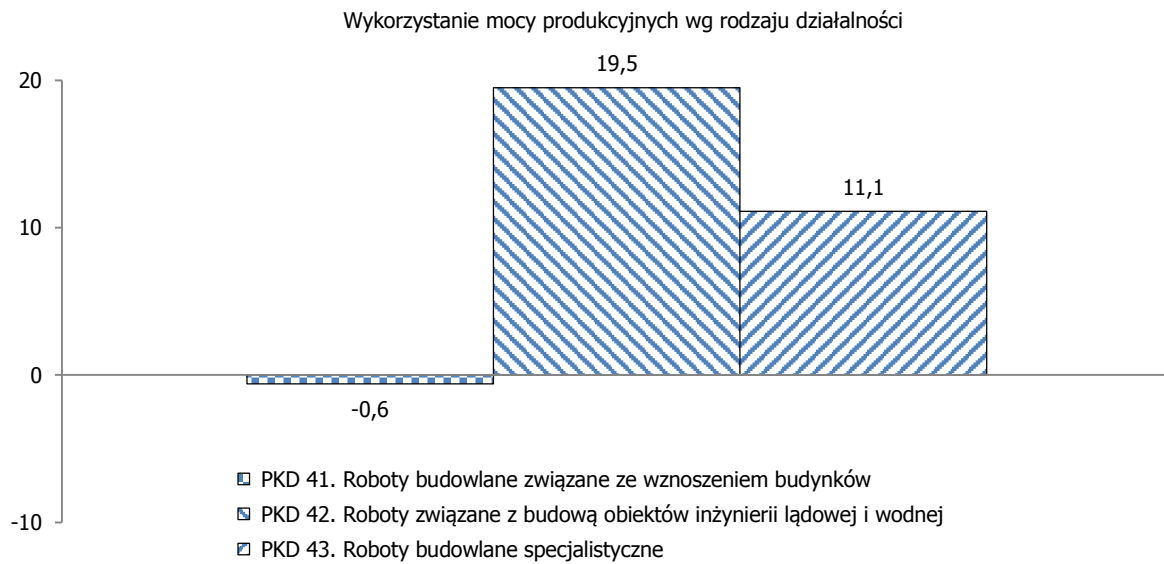 Wykorzystanie mocy produkcyjnych wg rodzaju działalności
19,5
20
11,1
10
0
-0,6
PKD 41. Roboty budowlane związane ze wznoszeniem budynków
PKD 42. Roboty związane z budową obiektów inżynierii lądowej i wodnej
-10
PKD 43. Roboty budowlane specjalistyczne